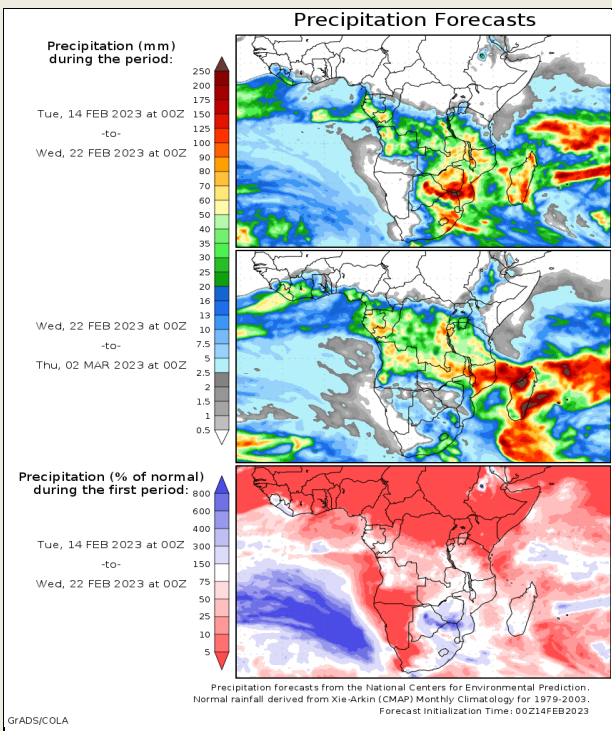 Precipitation Forecasts
Precipitation (mm)
during the period:
Tue, 14 FEB 2023 at 00Z
-to-
Wed, 22 FEB 2023 at 00Z
250
200
175
150
125
100
90
80
70
60
50
40
35
30
25
20
16
13
10
7.5
5
2.5
2
1.5
1
0.5
Wed, 22 FEB 2023 at 00Z
-to-
Thu, 02 MAR 2023 at 00Z
Precipitation (% of normal)
during the first period:
Tue, 14 FEB 2023 at 00Z
-to-
Wed, 22 FEB 2023 at 00Z
800
600
400
300
150
75
50
25
10
5
Precipitation forecasts from the National Centers for Environmental Prediction.
Normal rainfall derived from Xie-Arkin (CMAP) Monthly Climatology for 1979-2003.
Forecast Initialization Time: 00Z14FEB2023
GrADS/COLA